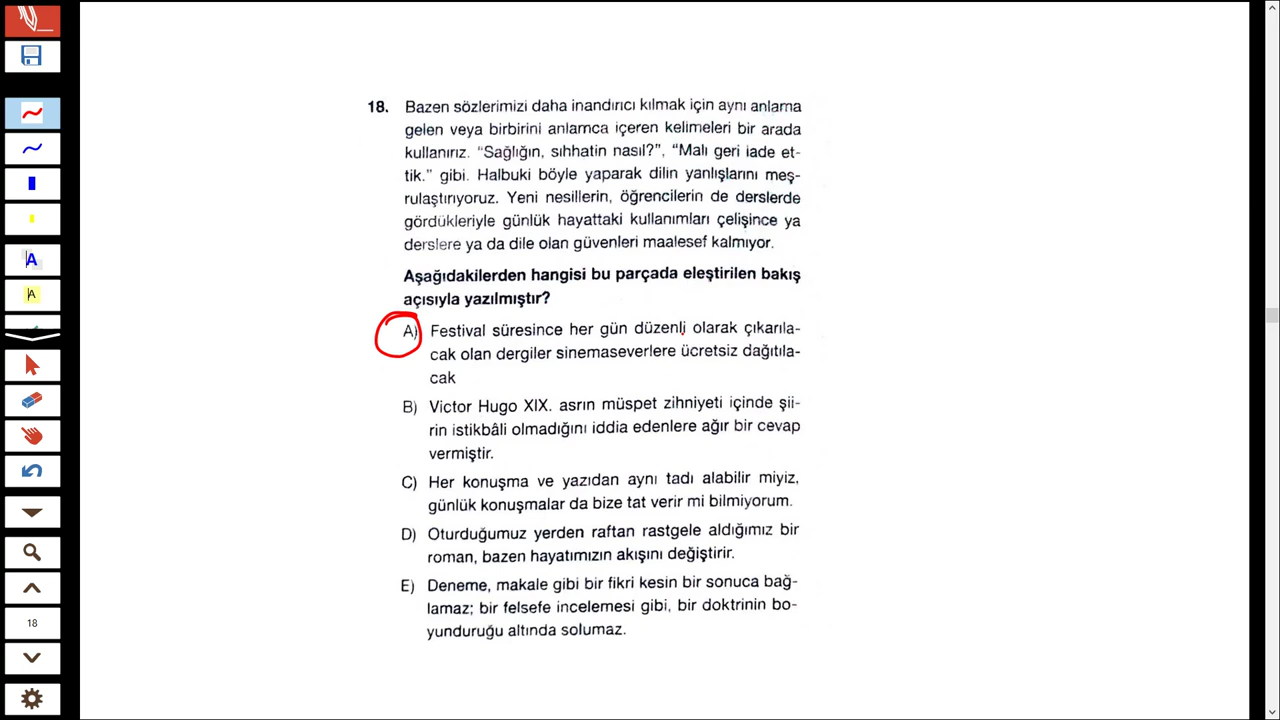 18. Bazen sözlerimizi daha inandırıcı kılmak için aynı anlama
gelen veya birbirini anlamca içeren kelimeleri bir arada
kullanırız. “Sağlığın, sıhhatin nasıl?”, “Malı geri iade et-
tik.” gibi. Halbuki böyle yaparak dilin yanlışlarını meş-
rulaştırıyoruz. Yeni nesillerin, öğrencilerin de derslerde
gördükleriyle günlük hayattaki kullanımları çelişince ya
derslere ya da dile olan güvenleri maalesef kalmıyor.
Aşağıdakilerden hangisi bu parçada eleştirilen bakış
açısıyla yazılmıştır?
A) Festival süresince her gün düzenli olarak çıkarıla-
cak olan dergiler sinemaseverlere ücretsiz dağıtıla-
cak
B) Victor Hugo XIX. asrın müspet zihniyeti içinde şii-
rin istikbâli olmadığını iddia edenlere ağır bir cevap
vermiştir.
C) Her konuşma ve yazıdan aynı tadı alabilir miyiz,
günlük konuşmalar da bize tat verir mi bilmiyorum.
D) Oturduğumuz yerden raftan rastgele aldığımız bir
roman, bazen hayatımızın akışını değiştirir.
E) Deneme, makale gibi bir fikri kesin bir sonuca bağ-
lamaz; bir felsefe incelemesi gibi, bir doktrinin bo-
yunduruğu altında solumaz.
A
A
18